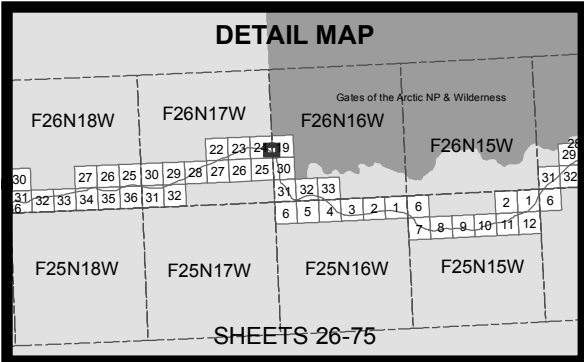 DETAIL MAP
Gates of the Arctic NP & Wilderness
F26N18W
F26N17W
F26N16W
F26N15W
22 23 24 19
28
29
30 27 26 25 30 29 28 27 26 25 30
31 32 33 34 35 36 31 32
31 32 33
31 32
6
6 5 4 3 2 1 6
2 1 6
7 8 9 10 11 12
F25N18W
F25N17W
F25N16W
F25N15W
SHEETS 26-75